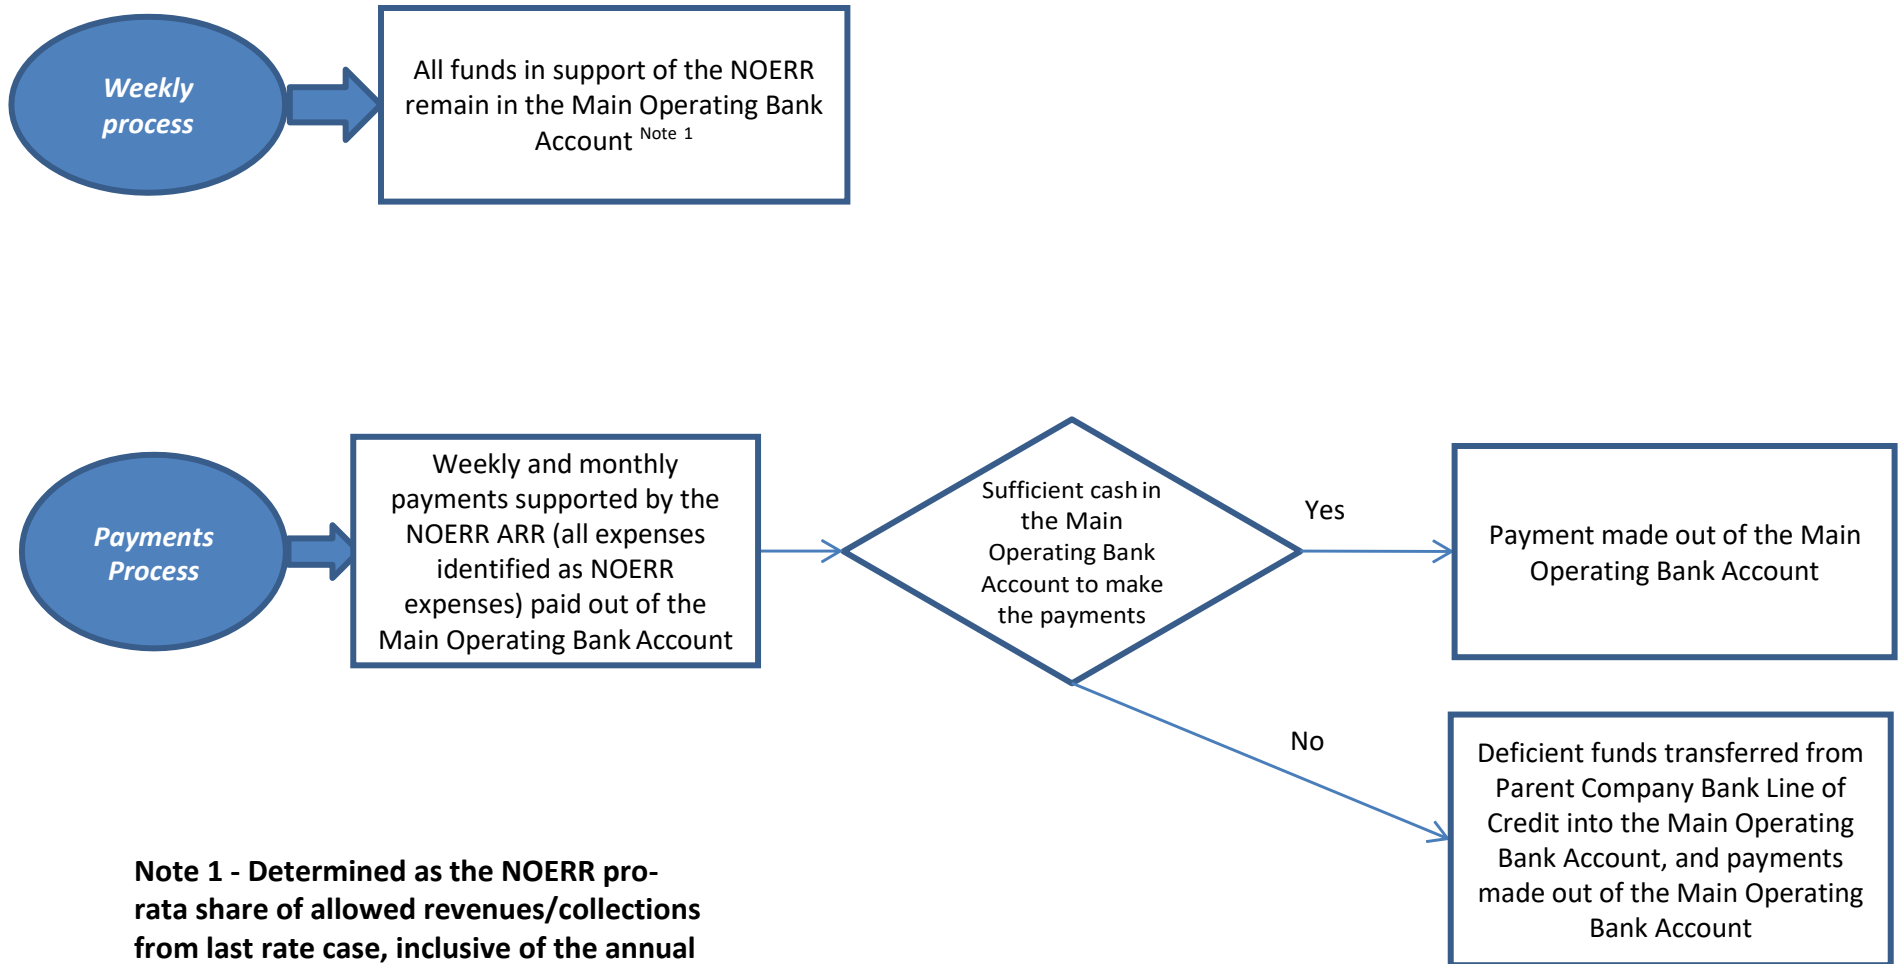 Weekly
process
All funds in support of the NOERR
remain in the Main Operating Bank
Account Note 1
Payments
Process
Weekly and monthly
payments supported by the
NOERR ARR (all expenses
identified as NOERR
expenses) paid out of the
Main Operating Bank Account
Sufficient cash in
the Main
Operating Bank
Account to make
the payments
Yes
Payment made out of the Main
Operating Bank Account
No
Deficient funds transferred from
Parent Company Bank Line of
Credit into the Main Operating
Bank Account, and payments
made out of the Main Operating
Bank Account
Note 1 - Determined as the NOERR pro-
rata share of allowed revenues/collections
from last rate case, inclusive of the annual